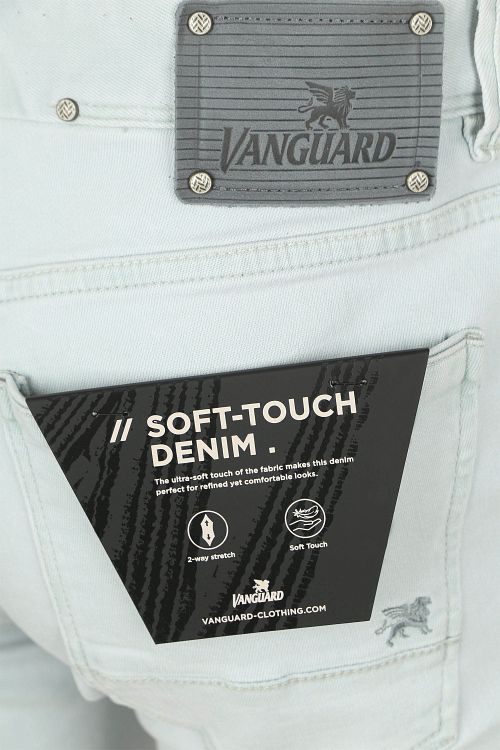 VANGUARD
// SOFT-TOUCH
DENIM .
The ultra-soft touch of the fabric makes this denim
perfect for refined yet comfortable looks.
2-way stretch
Soft Touch
VANGUARD
VANGUARD-CLOTHING.COM